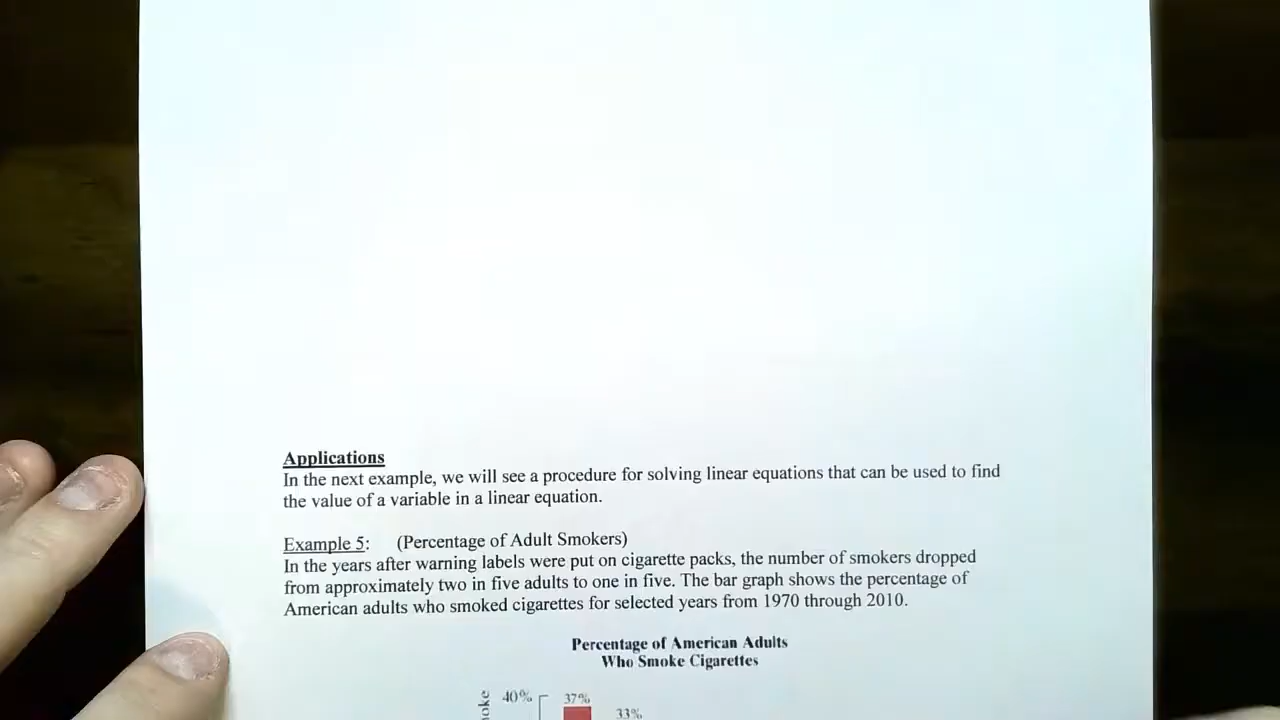 Applications
In the next example, we will see a procedure for solving linear equations that can be used to find
the value of a variable in a linear equation.
Example 5: (Percentage of Adult Smokers)
In the years after warning labels were put on cigarette packs, the number of smokers dropped
from approximately two in five adults to one in five. The bar graph shows the percentage of
American adults who smoked cigarettes for selected years from 1970 through 2010.
Percentage of American Adults
Who Smoke Cigarettes
40% 37%
33%